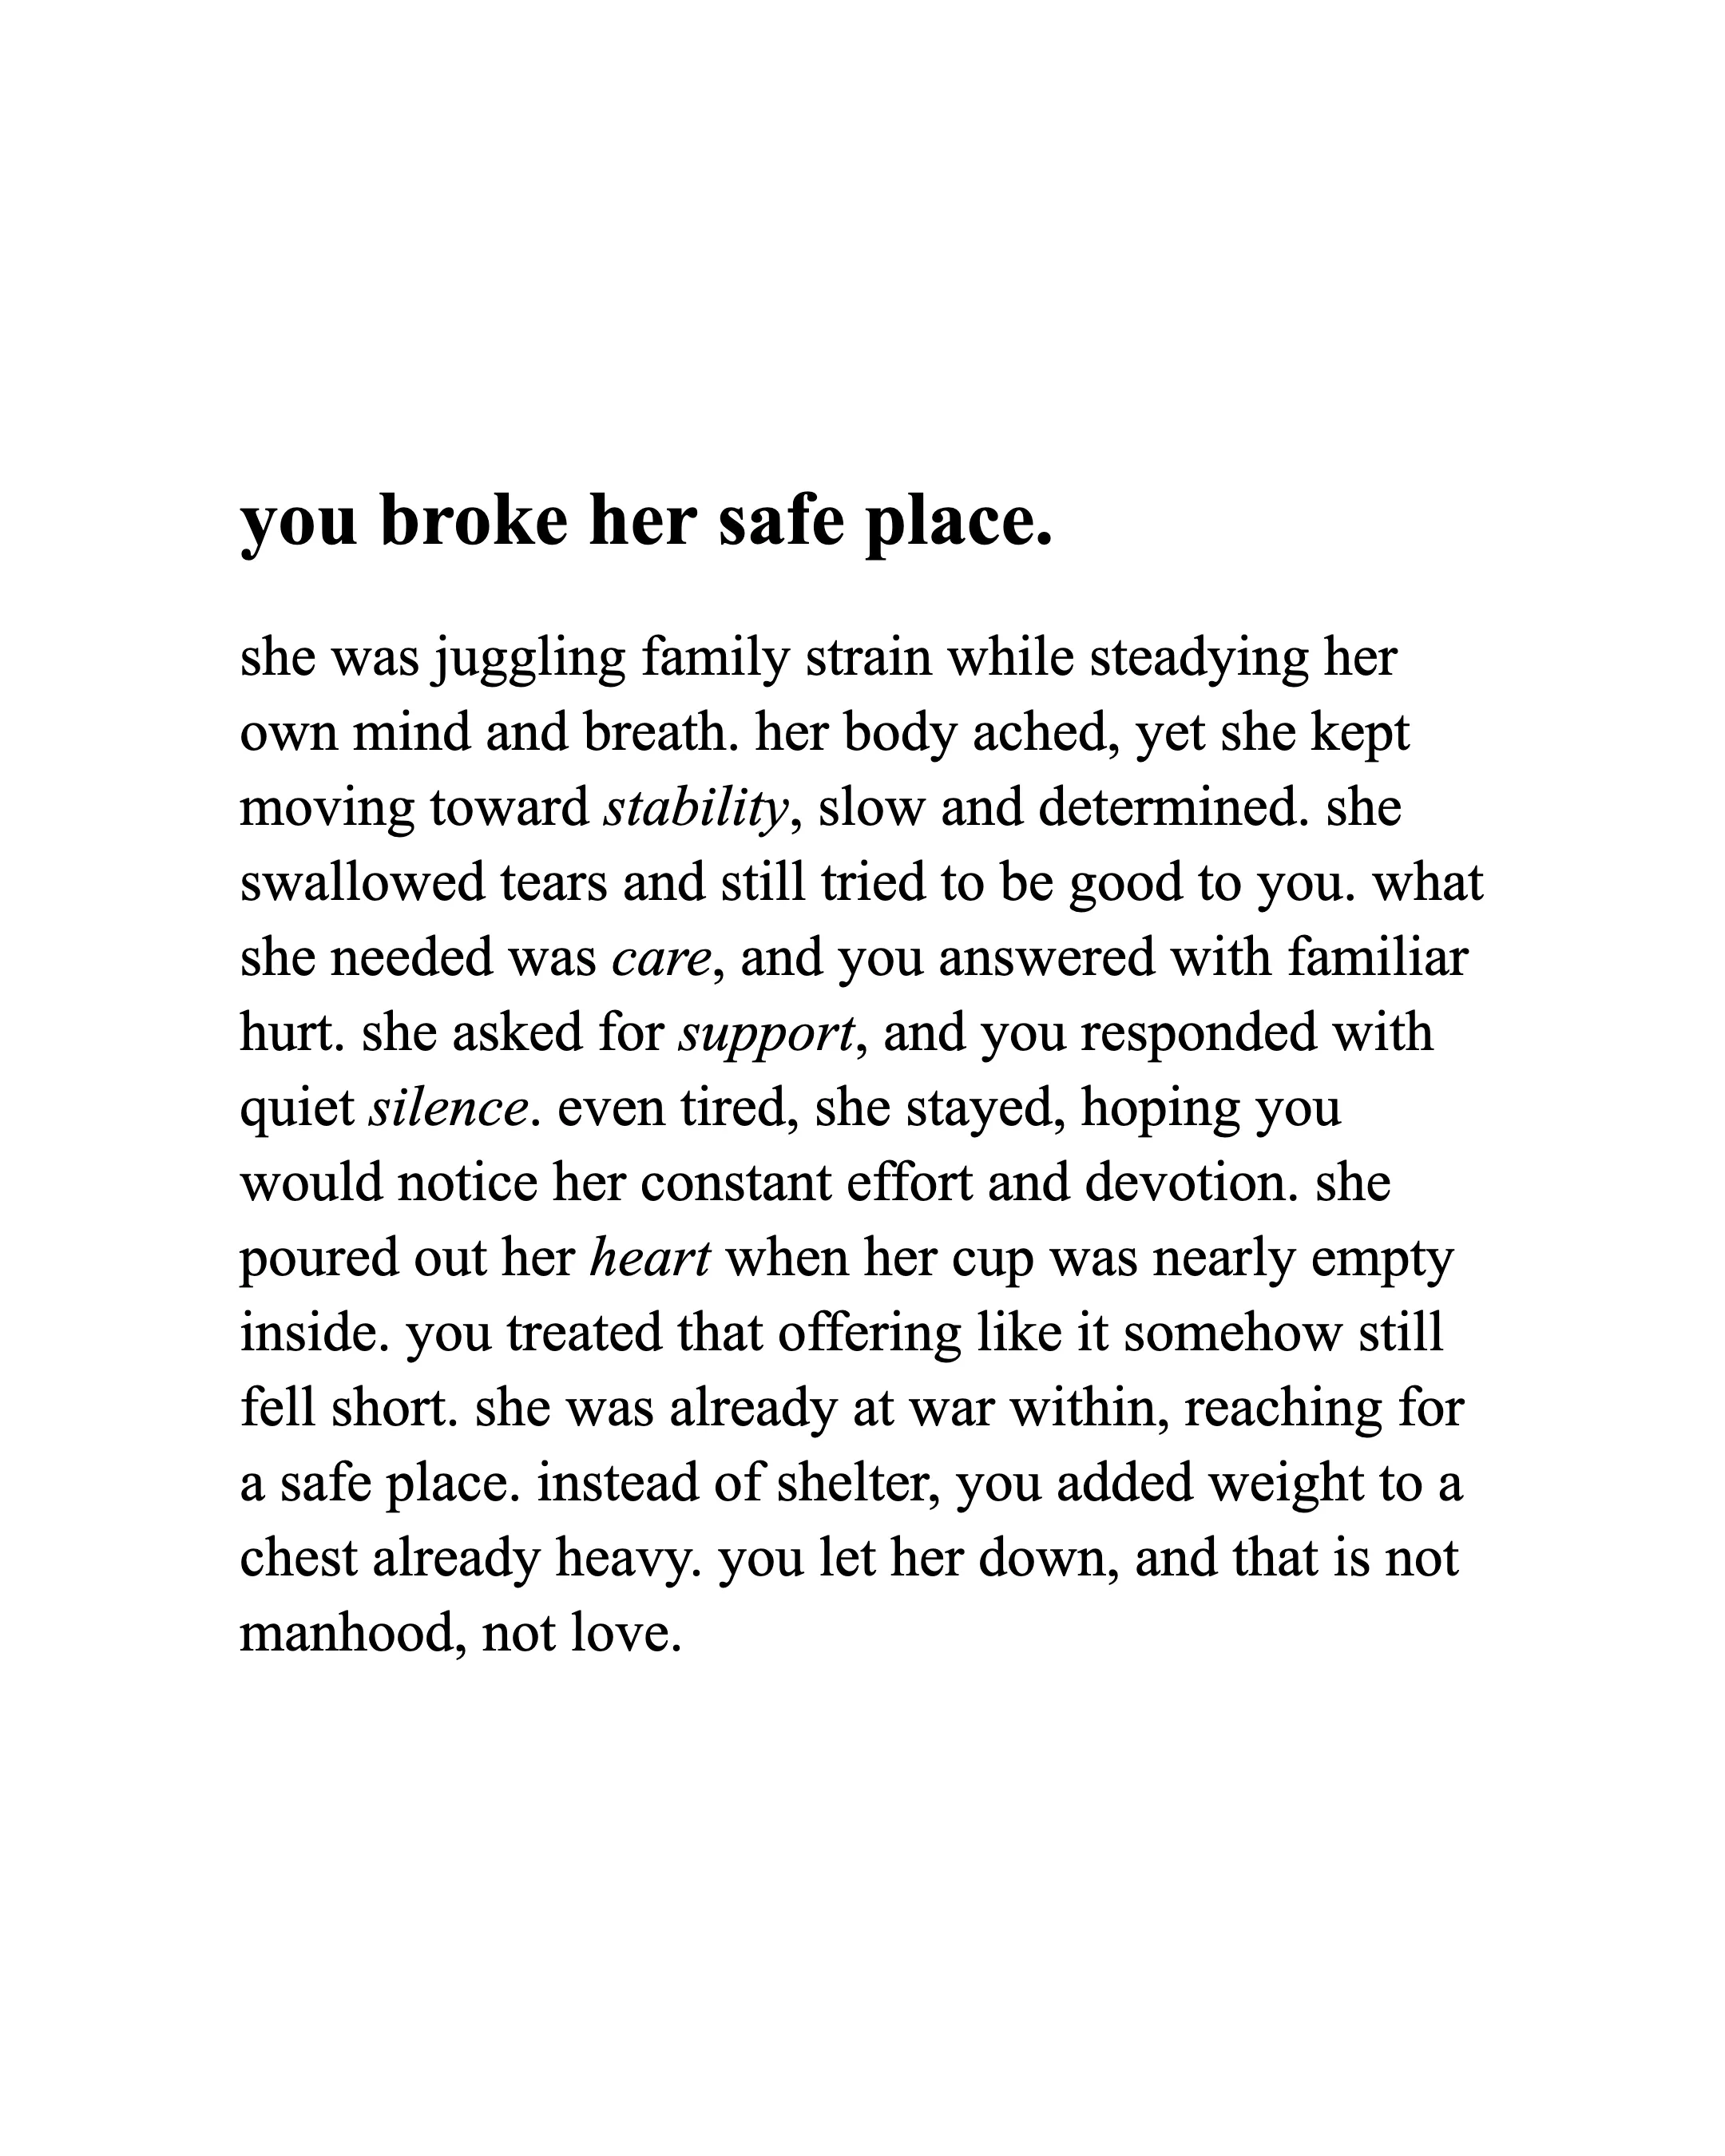 you broke her safe place.
she was juggling family strain while steadying her
own mind and breath. her body ached, yet she kept
moving toward stability, slow and determined. she
swallowed tears and still tried to be good to you. what
she needed was care, and you answered with familiar
hurt. she asked for support, and you responded with
quiet silence. even tired, she stayed, hoping you
would notice her constant effort and devotion. she
poured out her heart when her cup was nearly empty
inside. you treated that offering like it somehow still
fell short. she was already at war within, reaching for
a safe place. instead of shelter, you added weight to a
chest already heavy. you let her down, and that is not
manhood, not love.